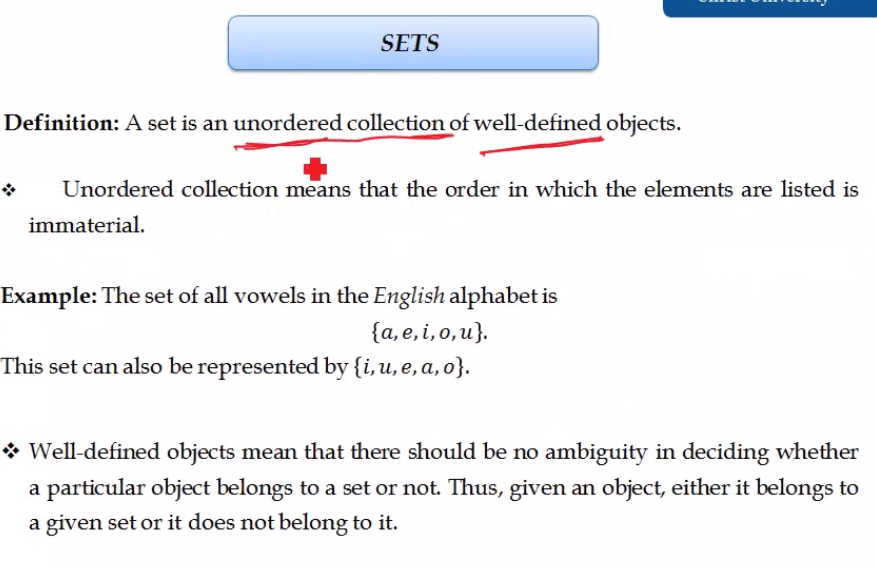 SETS
Definition: A set is an unordered collection of well-defined objects.
❖ Unordered collection means that the order in which the elements are listed is
immaterial.
Example: The set of all vowels in the English alphabet is
{a, e, i, o, u}.
This set can also be represented by {i, u, e, a, o}.
❖ Well-defined objects mean that there should be no ambiguity in deciding whether
a particular object belongs to a set or not. Thus, given an object, either it belongs to
a given set or it does not belong to it.